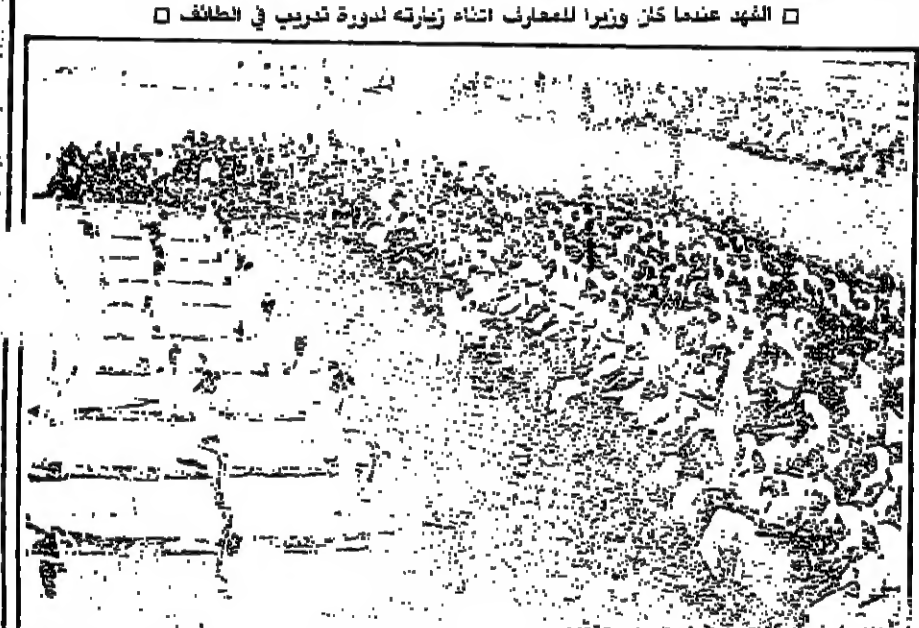 □ الفهد عندما كان وزيرا للمعارف اثناء زيارته لدورة تدريب في الطائف □